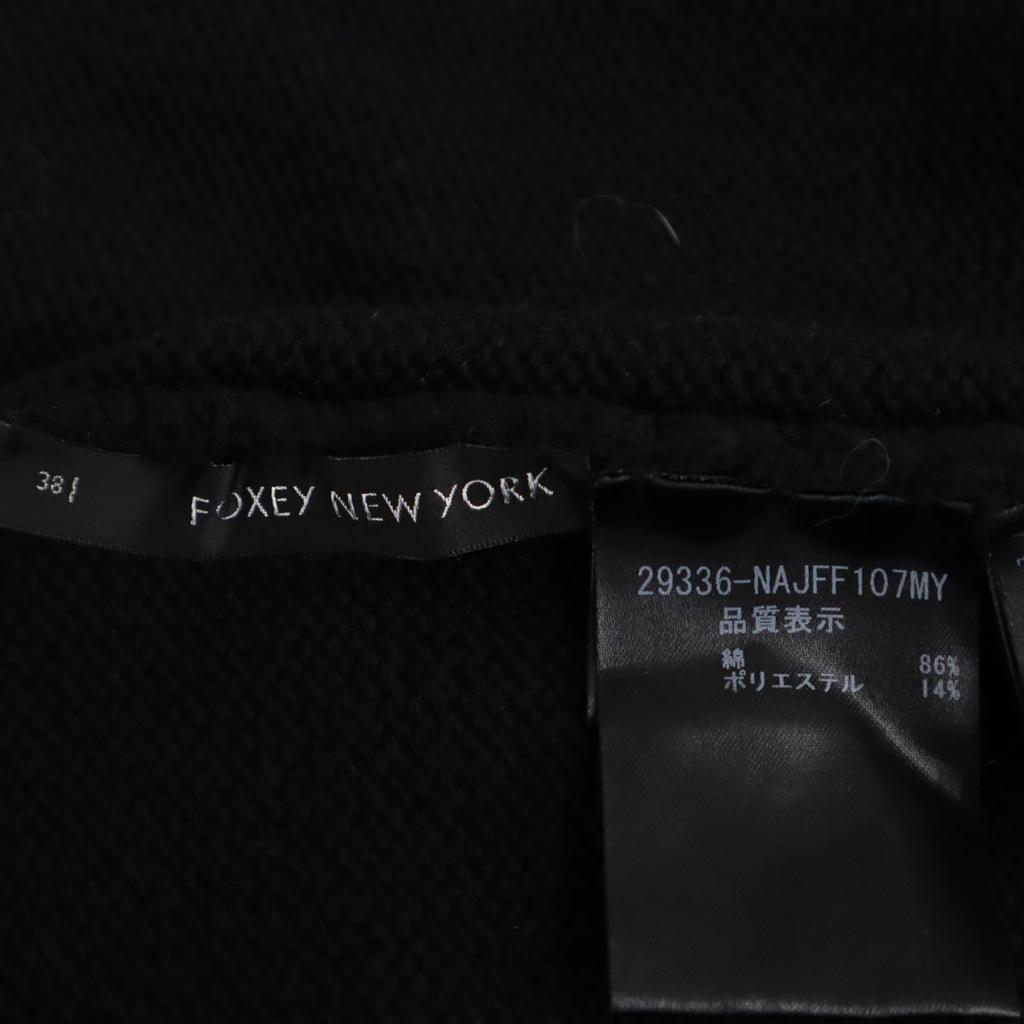 38
FOXEY NEW YORK
29336-NAJFF107MY
品質表示
綿 86%
ポリエステル 14%